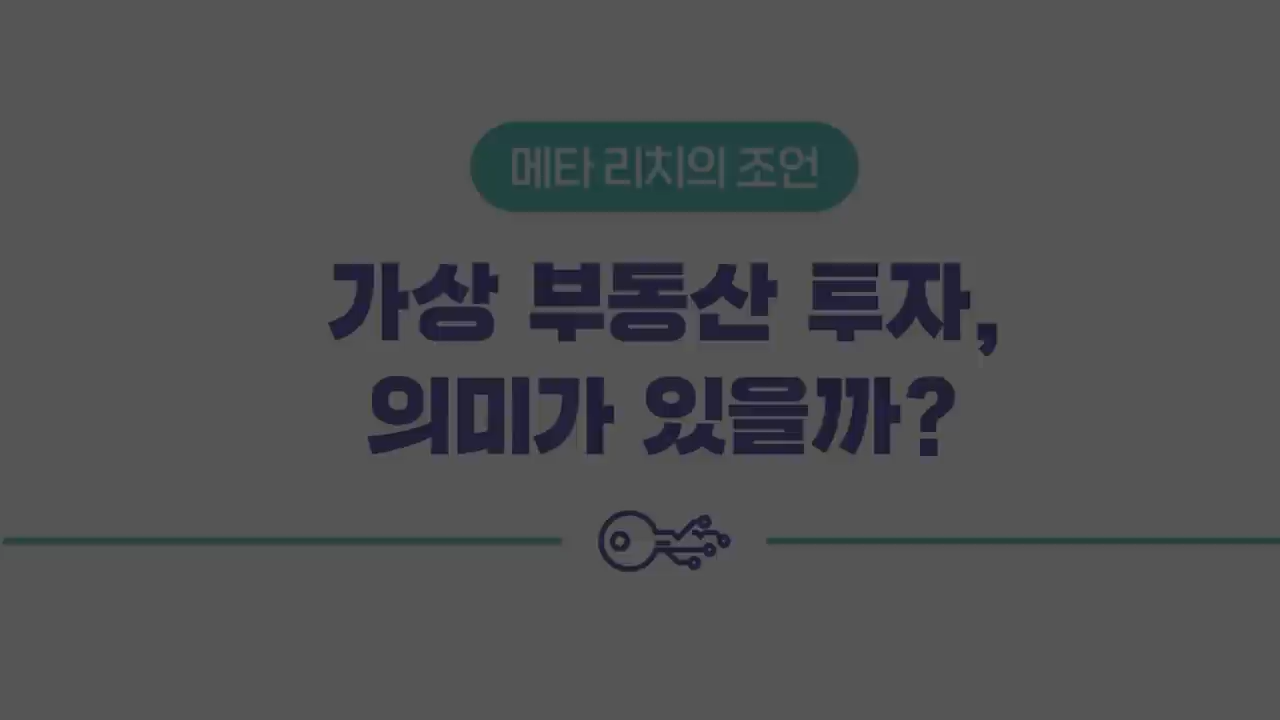 메타 리치의 조언
가상 부동산 투자,
의미가 있을까?